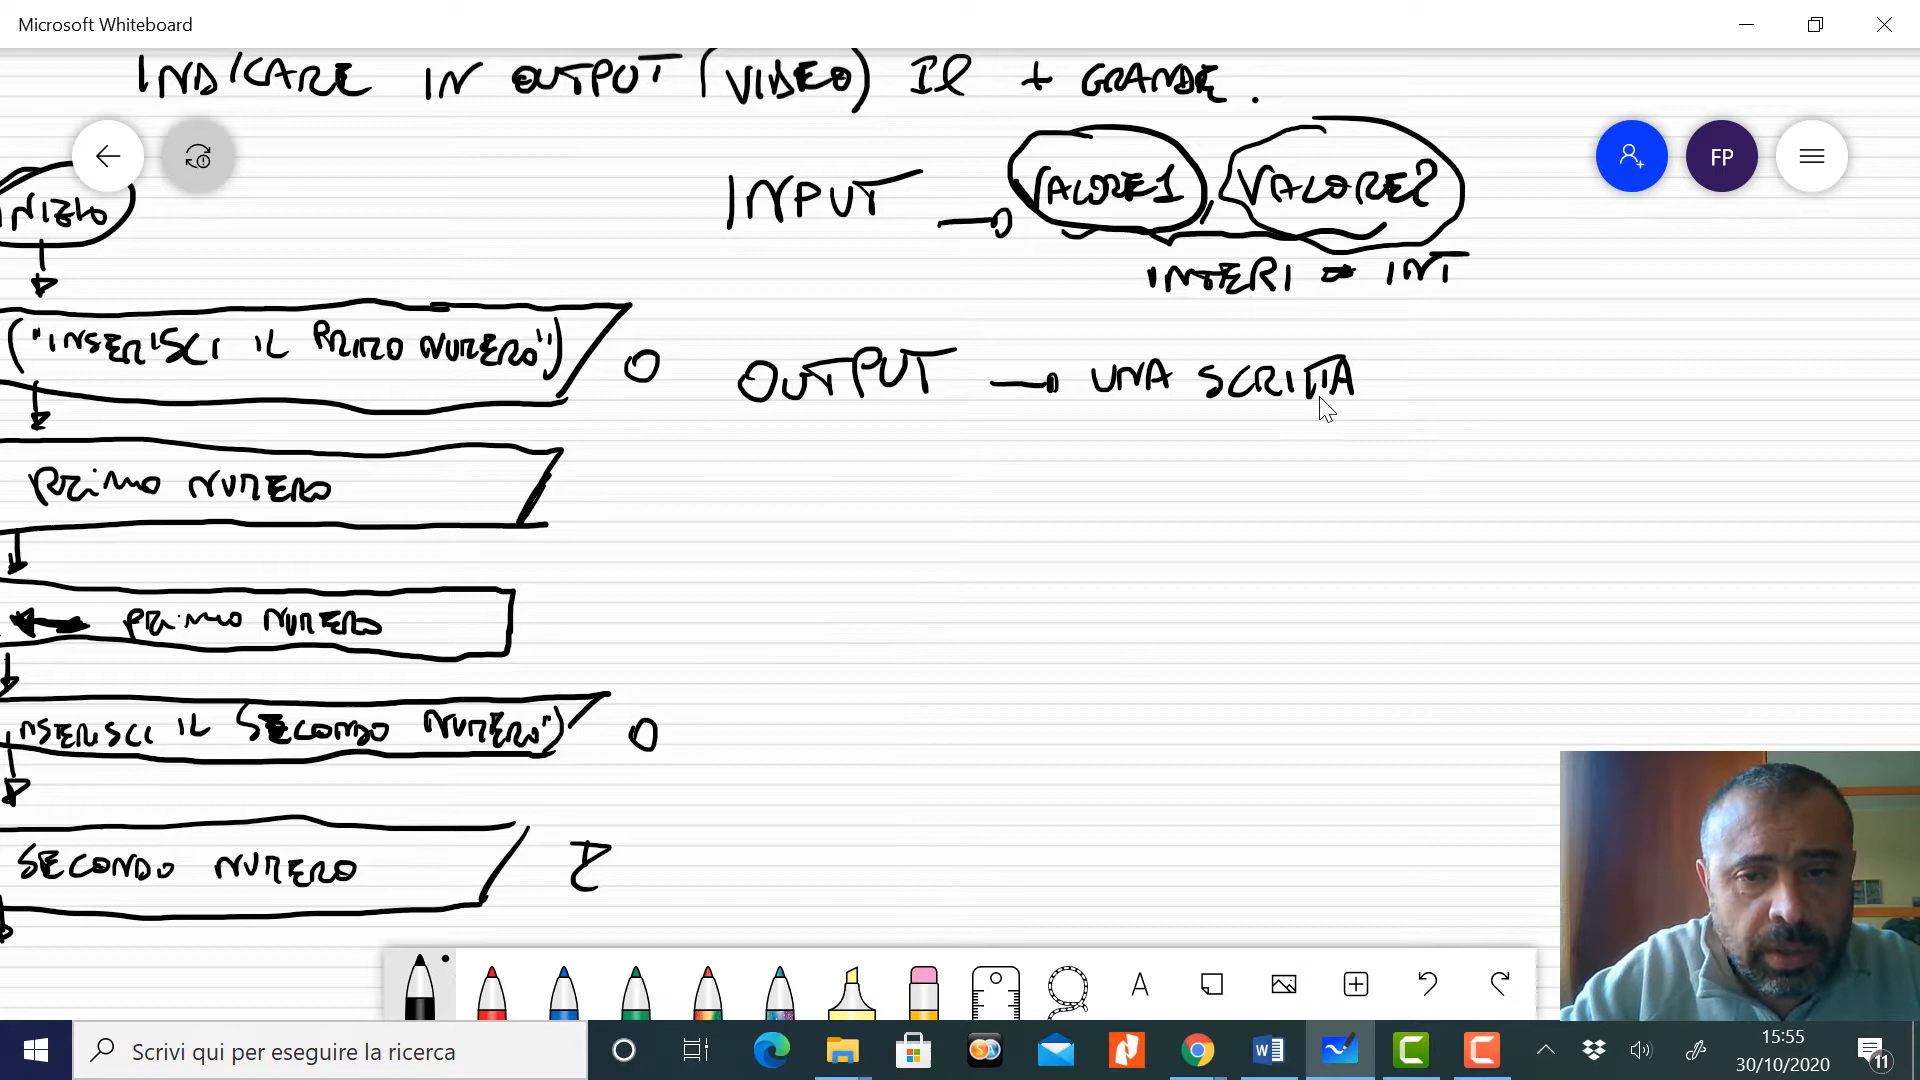 Microsoft Whiteboard
INDICARE IN OUTPUT (VIDEO) IL + GRANDE.
FP
INIZIO
INPUT → VALORE1, VALORE2
INTERI = INT
("INSERISCI IL PRIMO NUMERO") O
OUTPUT → UNA SCRITTA
PRIMO NUMERO
← PRIMO NUMERO
INSERISCI IL SECONDO NUMERO") O
SECONDO NUMERO
A
Scrivi qui per eseguire la ricerca
15:55
30/10/2020
11